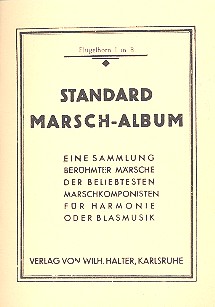 Flügelhorn I in B
STANDARD
MARSCH-ALBUM
EINE SAMMLUNG
BERÜHMTER MÄRSCHE
DER BELIEBTESTEN
MARSCHKOMPONISTEN
FÜR HARMONIE
ODER BLASMUSIK
VERLAG VON WILH. HALTER, KARLSRUHE